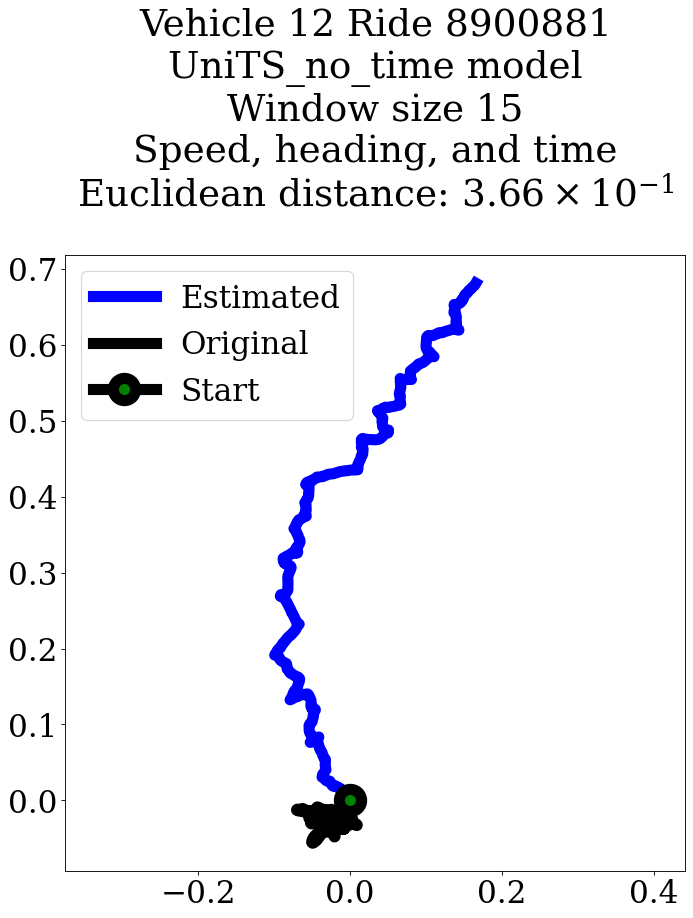 Vehicle 12 Ride 8900881
UniTS_no_time model
Window size 15
Speed, heading, and time
Euclidean distance: 3.66 × 10⁻¹
Estimated
Original
Start
0.7
0.6
0.5
0.4
0.3
0.2
0.1
0.0
−0.2 0.0 0.2 0.4